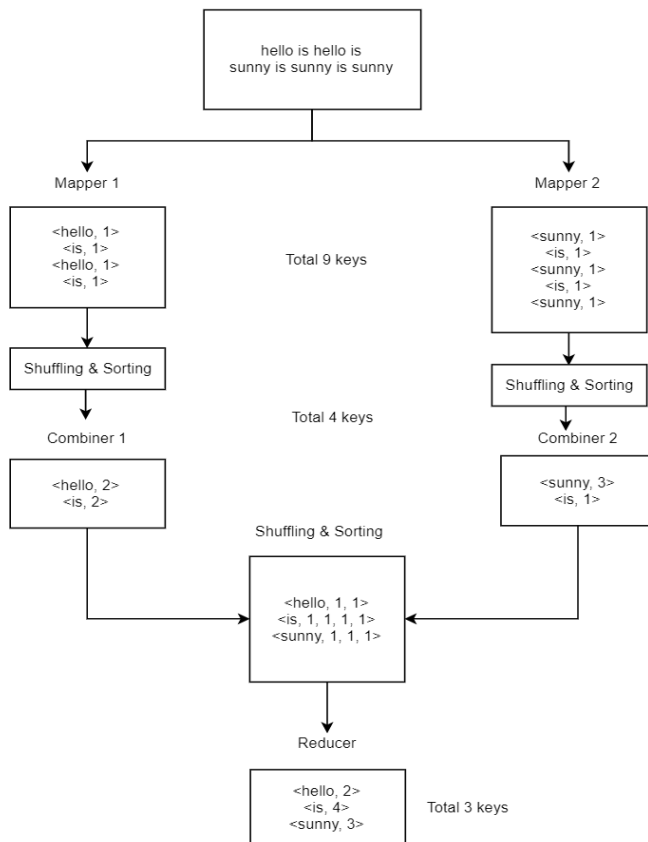 hello is hello is
sunny is sunny is sunny
Mapper 1
Mapper 2
<hello, 1>
<is, 1>
<hello, 1>
<is, 1>
Total 9 keys
<sunny, 1>
<is, 1>
<sunny, 1>
<is, 1>
<sunny, 1>
Shuffling & Sorting
Shuffling & Sorting
Total 4 keys
Combiner 1
Combiner 2
<hello, 2>
<is, 2>
<sunny, 3>
<is, 1>
Shuffling & Sorting
<hello, 1, 1>
<is, 1, 1, 1, 1>
<sunny, 1, 1, 1>
Reducer
<hello, 2>
<is, 4>
<sunny, 3>
Total 3 keys